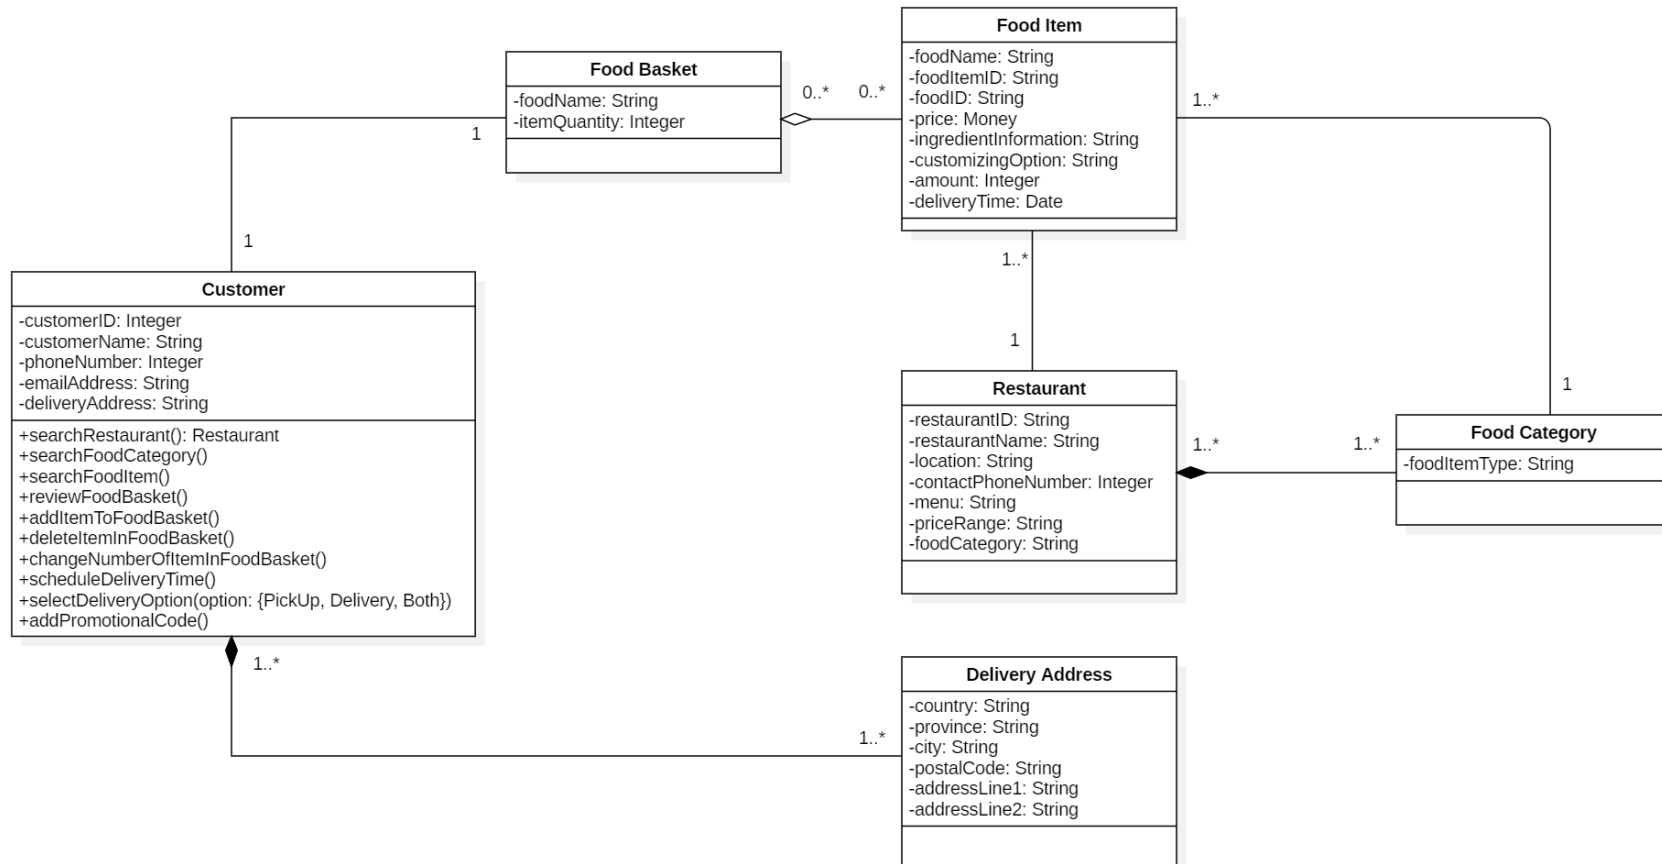 Food Item
-foodName: String
-foodItemID: String
-foodID: String
-price: Money
-ingredientInformation: String
-customizingOption: String
-amount: Integer
-deliveryTime: Date
Food Basket
-foodName: String
-itemQuantity: Integer
0..*
0..*
1..*
1
1
1..*
1
1
Customer
-customerID: Integer
-customerName: String
-phoneNumber: Integer
-emailAddress: String
-deliveryAddress: String
+searchRestaurant(): Restaurant
+searchFoodCategory()
+searchFoodItem()
+reviewFoodBasket()
+addItemToFoodBasket()
+deleteItemInFoodBasket()
+changeNumberOfItemInFoodBasket()
+scheduleDeliveryTime()
+selectDeliveryOption(option: {PickUp, Delivery, Both})
+addPromotionalCode()
Restaurant
-restaurantID: String
-restaurantName: String
-location: String
-contactPhoneNumber: Integer
-menu: String
-priceRange: String
-foodCategory: String
1..*
1..*
Food Category
-foodItemType: String
1..*
1..*
Delivery Address
-country: String
-province: String
-city: String
-postalCode: String
-addressLine1: String
-addressLine2: String